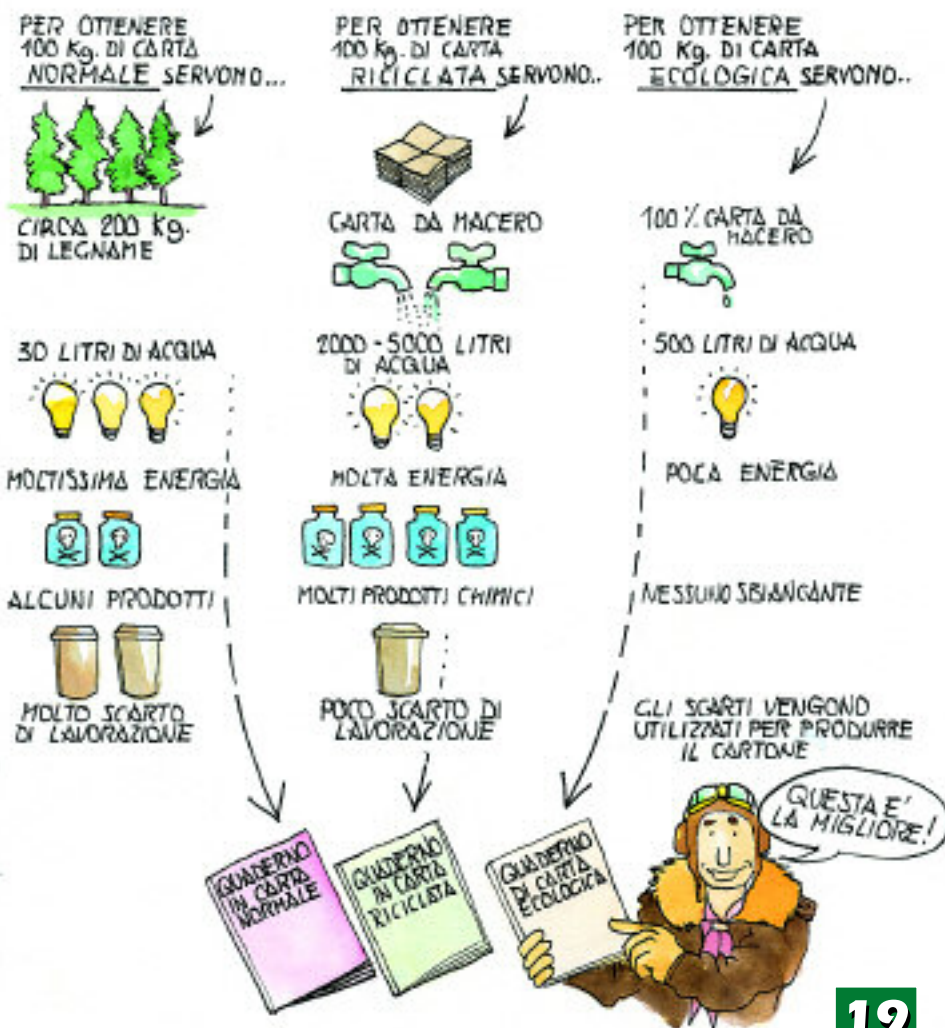 PER OTTENERE
100 Kg. DI CARTA
NORMALE SERVONO...
CIRCA 200 Kg.
DI LEGNAME
30 LITRI DI ACQUA
MOLTISSIMA ENERGIA
ALCUNI PRODOTTI
MOLTO SCARTO
DI LAVORAZIONE
PER OTTENERE
100 Kg. DI CARTA
RICICLATA SERVONO..
CARTA DA MACERO
2000-5000 LITRI
DI ACQUA
MOLTA ENERGIA
MOLTI PRODOTTI CHIMICI
POCO SCARTO DI
LAVORAZIONE
PER OTTENERE
100 Kg. DI CARTA
ECOLOGICA SERVONO..
100% CARTA DA
MACERO
500 LITRI DI ACQUA
POCA ENERGIA
NESSUNO SBIANCANTE
GLI SCARTI VENGONO
UTILIZZATI PER PRODURRE
IL CARTONE
QUESTA E'
LA MIGLIORE!
QUADERNO
IN CARTA
NORMALE
QUADERNO
IN CARTA
RICICLATA
QUADERNO
DI CARTA
ECOLOGICA
19